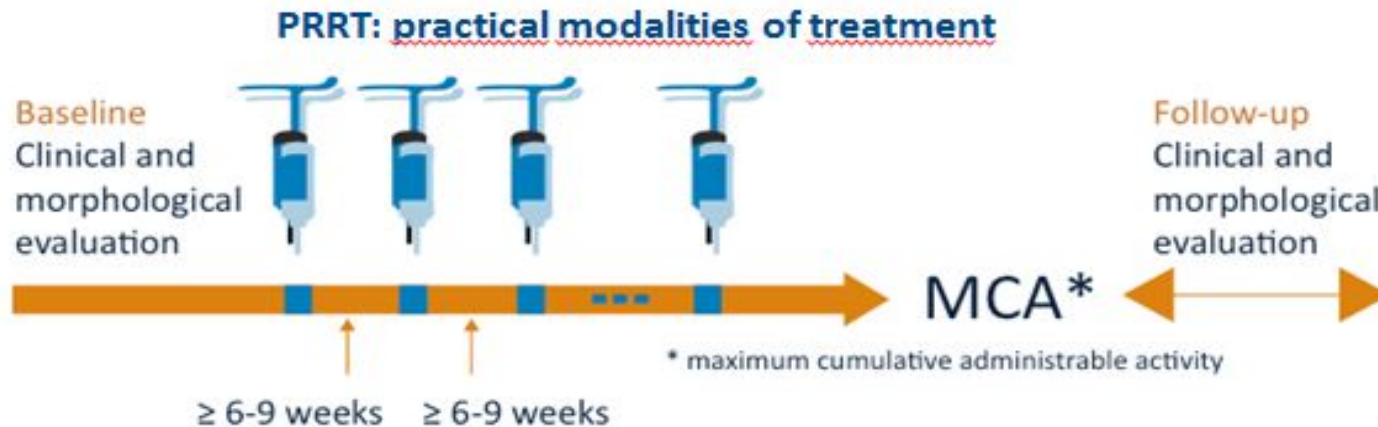 PRRT: practical modalities of treatment
Baseline
Clinical and
morphological
evaluation
Follow-up
Clinical and
morphological
evaluation
MCA*
* maximum cumulative administrable activity
≥ 6-9 weeks
≥ 6-9 weeks